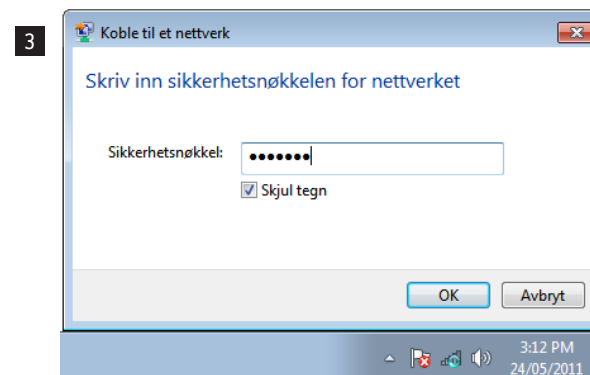 3
Koble til et nettverk
Skriv inn sikkerhetsnøkkelen for nettverket
Sikkerhetsnøkkel: •••••••
Skjul tegn
OK Avbryt
3:12 PM
24/05/2011